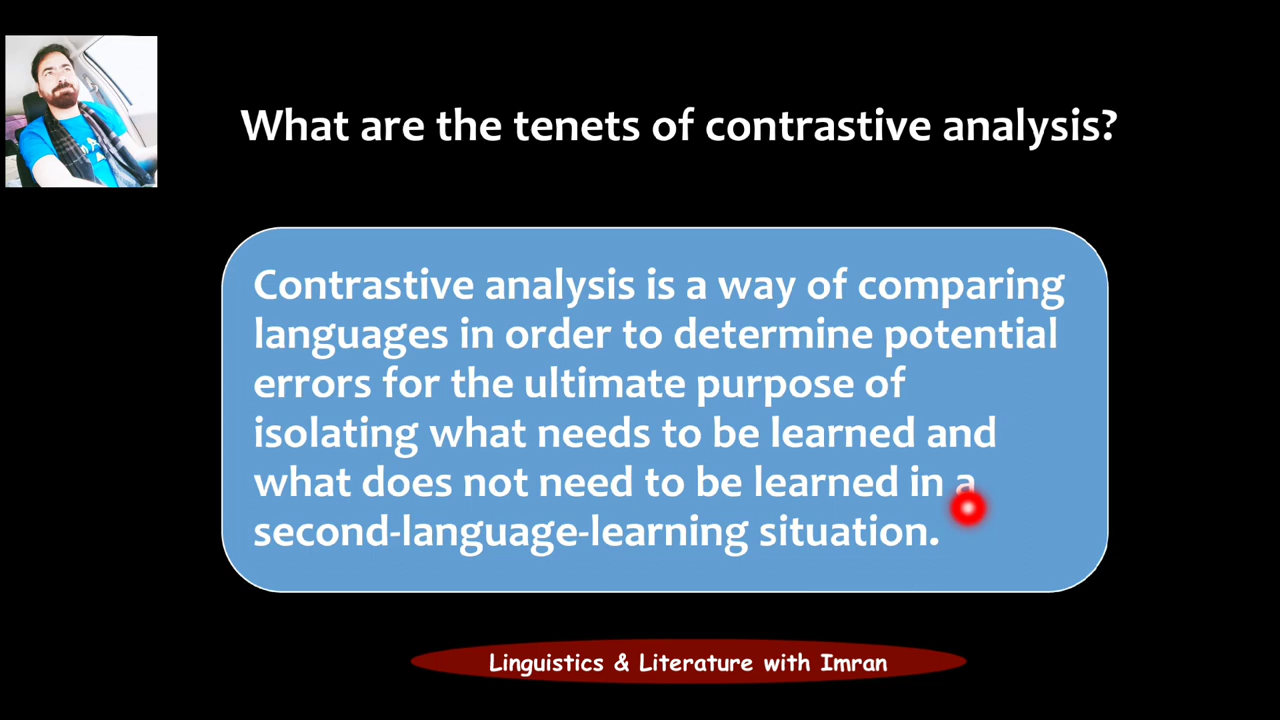 What are the tenets of contrastive analysis?
Contrastive analysis is a way of comparing
languages in order to determine potential
errors for the ultimate purpose of
isolating what needs to be learned and
what does not need to be learned in a
second-language-learning situation.
Linguistics & Literature with Imran